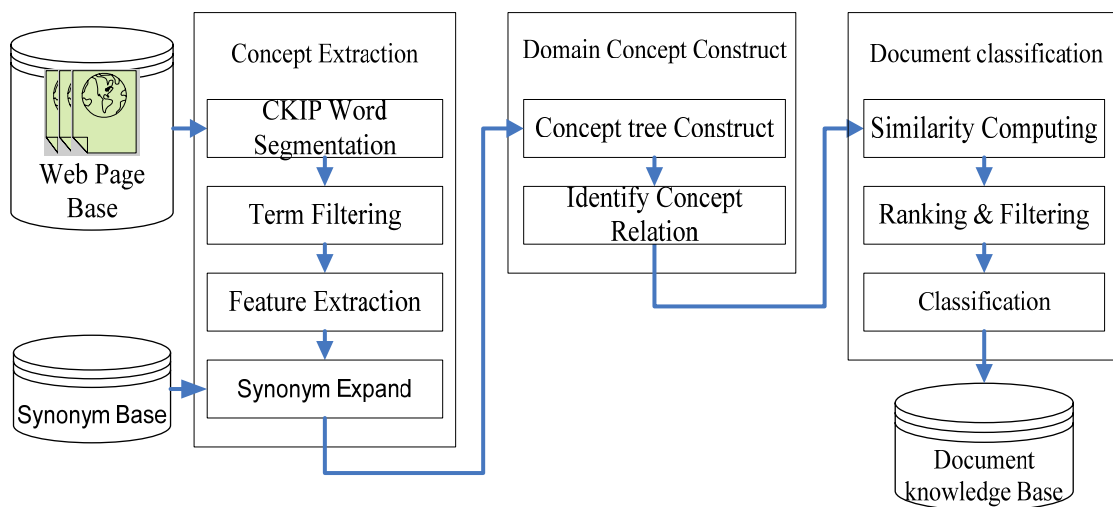 Web Page
Base
Synonym Base
Concept Extraction
CKIP Word
Segmentation
Term Filtering
Feature Extraction
Synonym Expand
Domain Concept Construct
Concept tree Construct
Identify Concept
Relation
Document classification
Similarity Computing
Ranking & Filtering
Classification
Document
knowledge Base